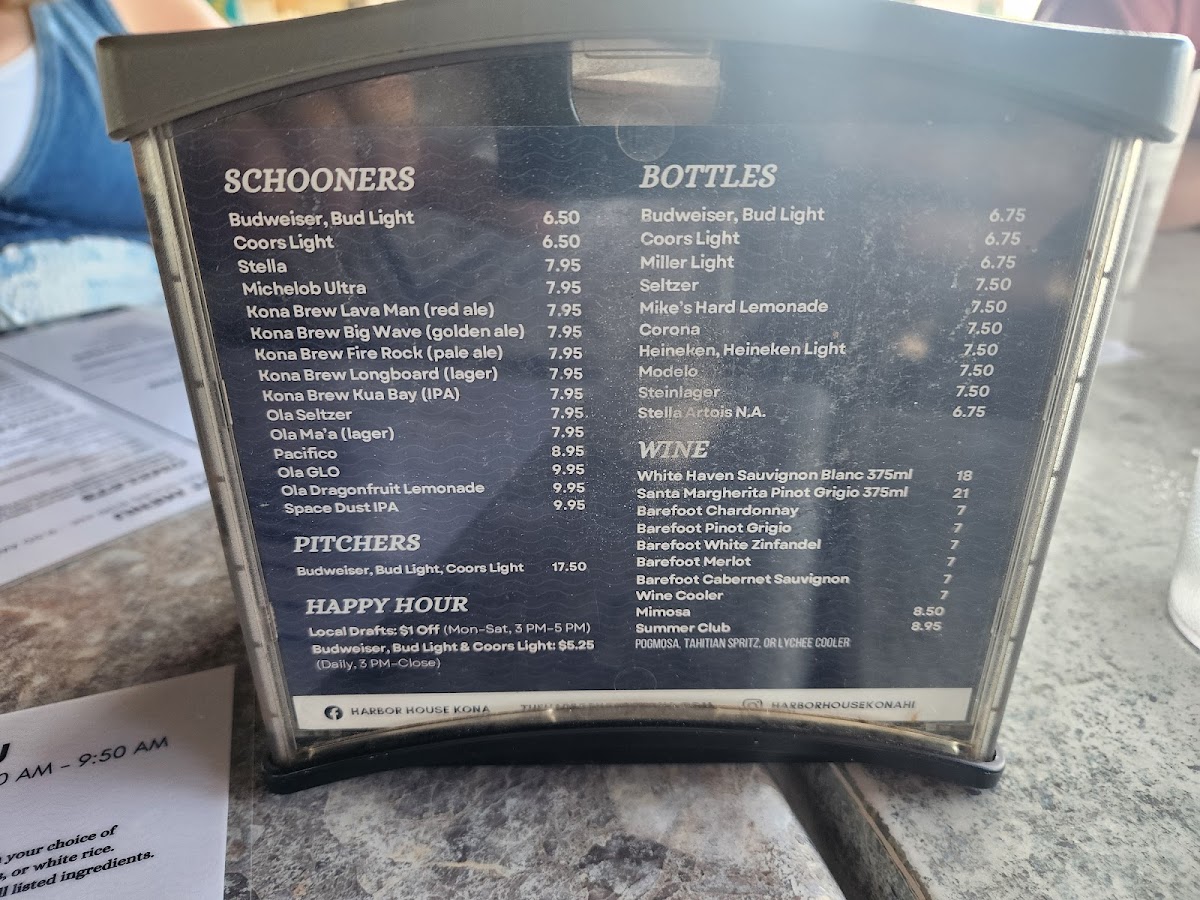 SCHOONERS
Budweiser, Bud Light 6.50
Coors Light 6.50
Stella 7.95
Michelob Ultra 7.95
Kona Brew Lava Man (red ale) 7.95
Kona Brew Big Wave (golden ale) 7.95
Kona Brew Fire Rock (pale ale) 7.95
Kona Brew Longboard (lager) 7.95
Kona Brew Kua Bay (IPA) 7.95
Ola Seltzer 7.95
Ola Ma'a (lager) 7.95
Pacifico 8.95
Ola GLO 9.95
Ola Dragonfruit Lemonade 9.95
Space Dust IPA 9.95
PITCHERS
Budweiser, Bud Light, Coors Light 17.50
HAPPY HOUR
Local Drafts: $1 Off (Mon-Sat, 3 PM-5 PM)
Budweiser, Bud Light & Coors Light: $5.25
(Daily, 3 PM-Close)
BOTTLES
Budweiser, Bud Light 6.75
Coors Light 6.75
Miller Light 6.75
Seltzer 7.50
Mike's Hard Lemonade 7.50
Corona 7.50
Heineken, Heineken Light 7.50
Modelo 7.50
Steinlager 7.50
Stella Artois N.A. 6.75
WINE
White Haven Sauvignon Blanc 375ml 18
Santa Margherita Pinot Grigio 375ml 21
Barefoot Chardonnay 7
Barefoot Pinot Grigio 7
Barefoot White Zinfandel 7
Barefoot Merlot 7
Barefoot Cabernet Sauvignon 7
Wine Cooler 7
Mimosa 8.50
Summer Club 8.95
POGMOSA, TAHITIAN SPRITZ, OR LYCHEE COOLER
HARBOR HOUSE KONA HARBORHOUSEKONAHI
AM - 9:50 AM
your choice of
or white rice.
listed ingredients.